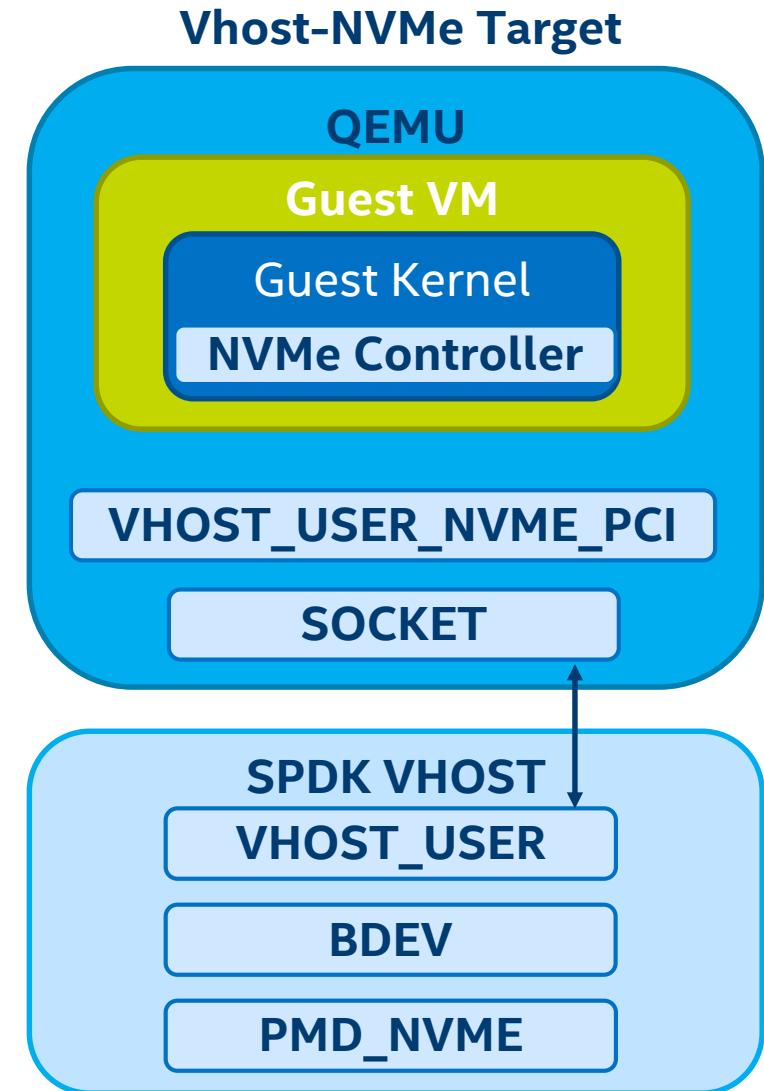 Vhost-NVMe Target
QEMU
Guest VM
Guest Kernel
NVMe Controller
VHOST_USER_NVME_PCI
SOCKET
SPDK VHOST
VHOST_USER
BDEV
PMD_NVME